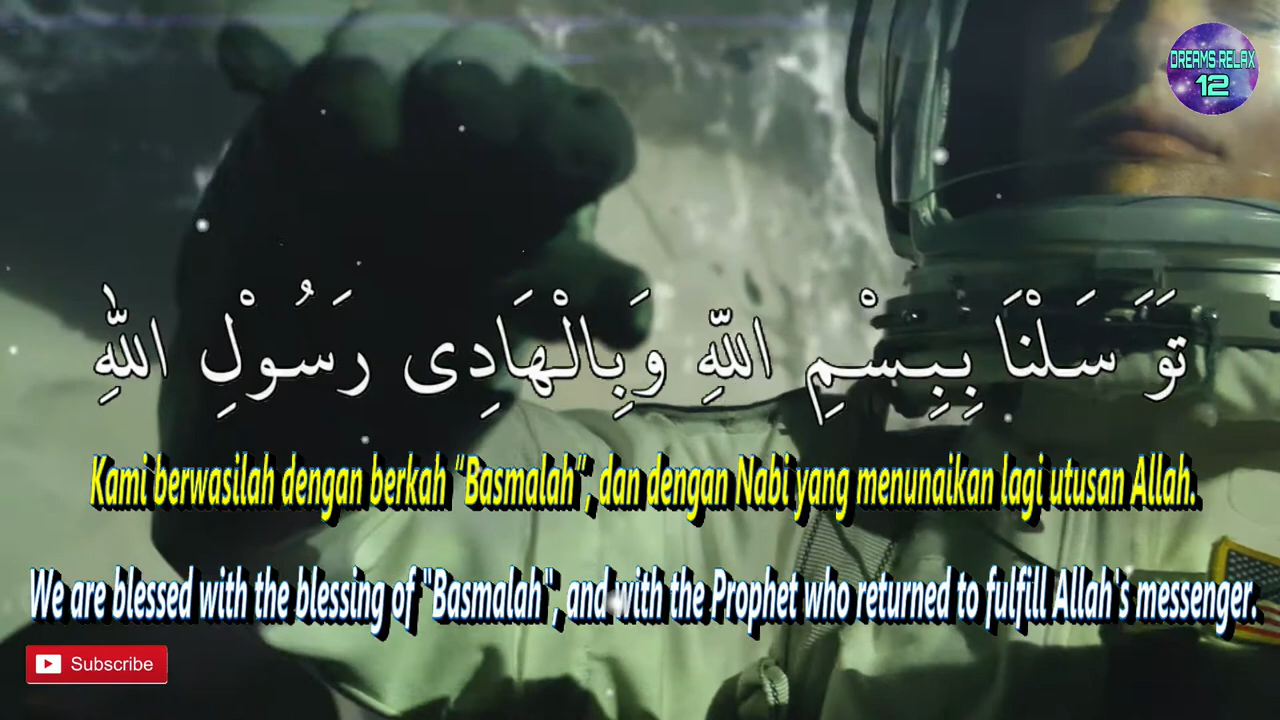 DREAMS RELAX
12
تَوَ سَلْنَا بِبِسْمِ اللّهِ وَبِالْهَادِى رَسُوْلِ اللّٰهِ
Kami berwasilah dengan berkah “Basmalah”, dan dengan Nabi yang menunaikan lagi utusan Allah.
We are blessed with the blessing of "Basmalah", and with the Prophet who returned to fulfill Allah's messenger.
Subscribe